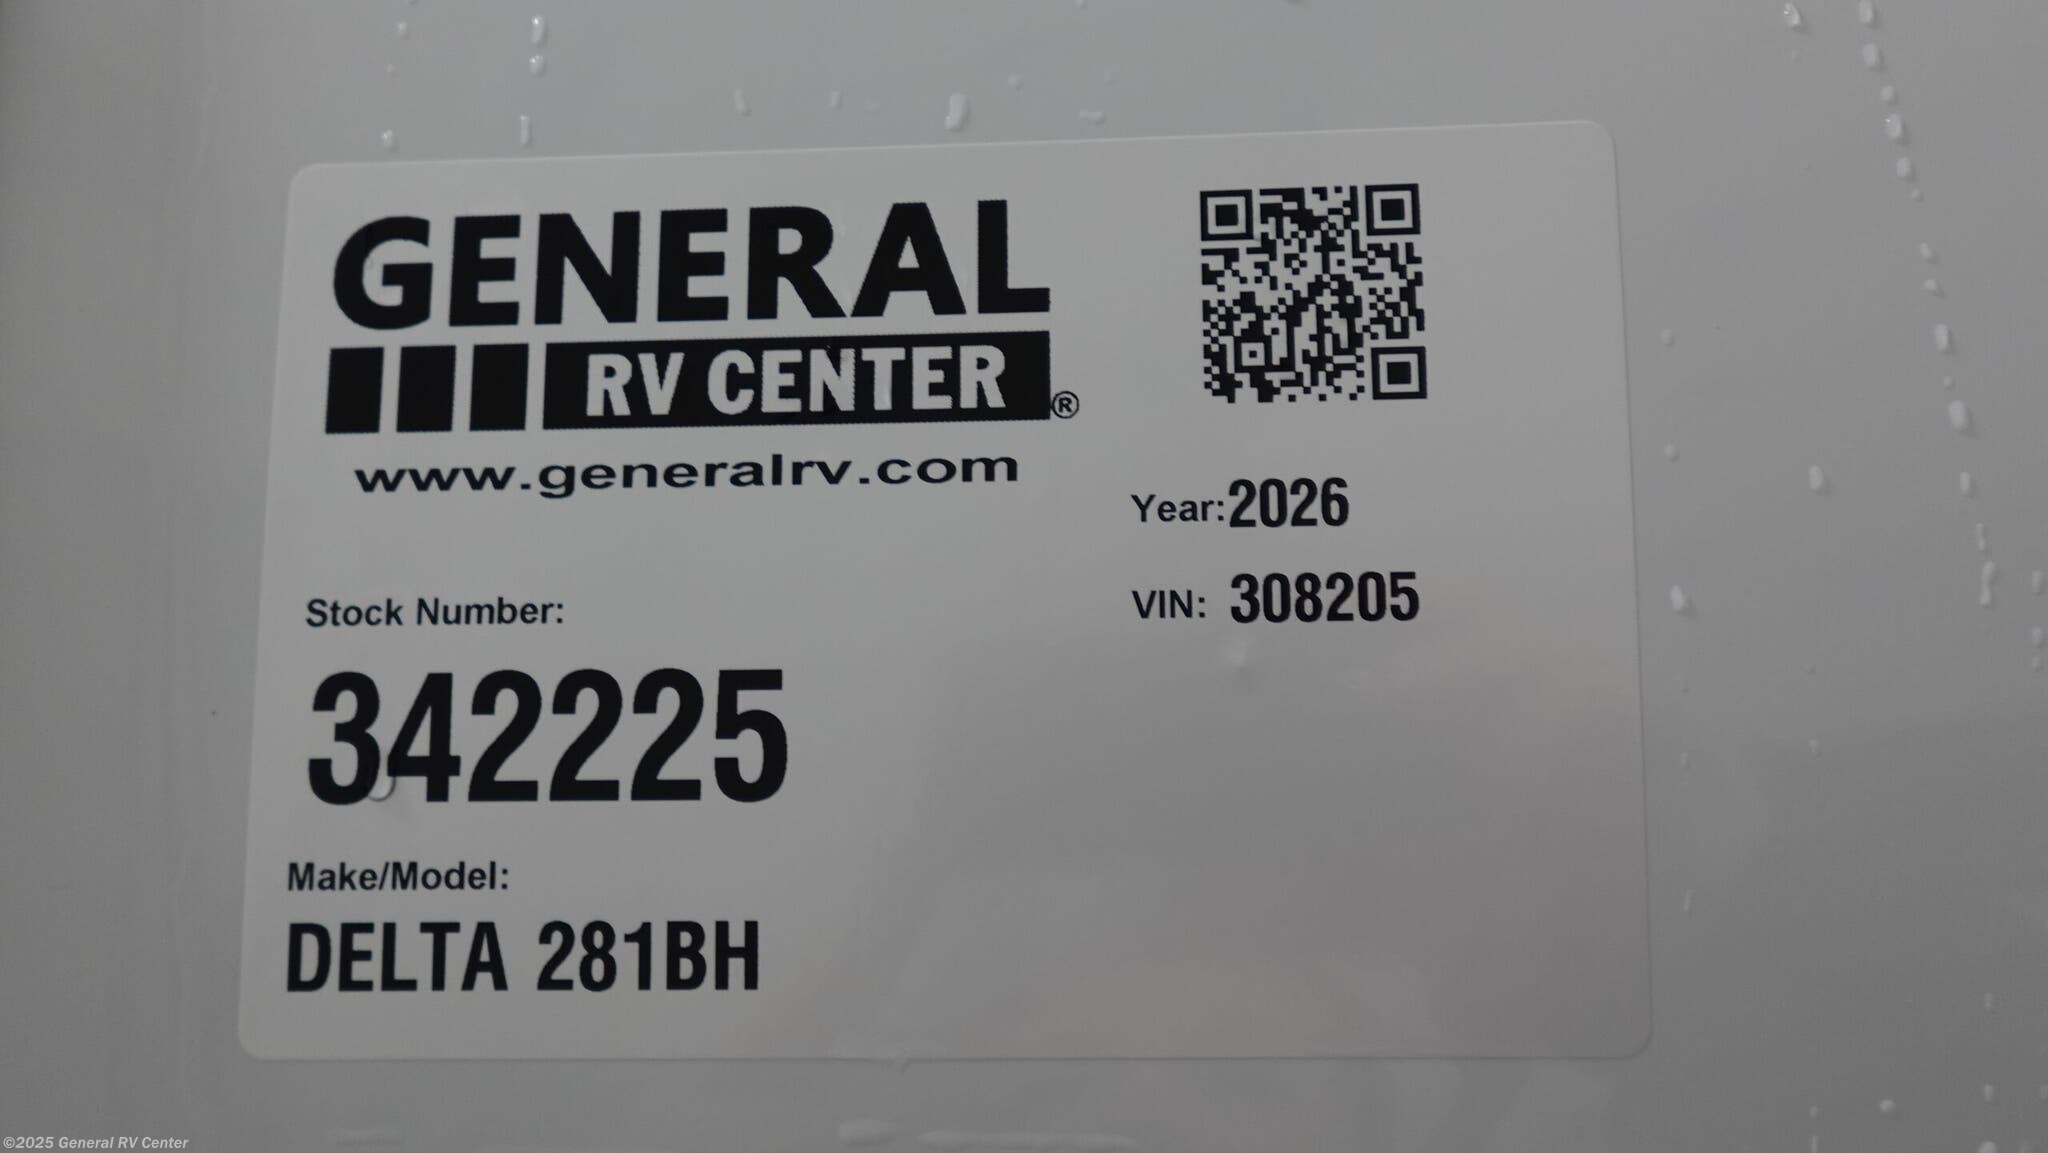 GENERAL
RV CENTER®
www.generalrv.com
Year: 2026
VIN: 308205
Stock Number:
342225
Make/Model:
DELTA 281BH
©2025 General RV Center